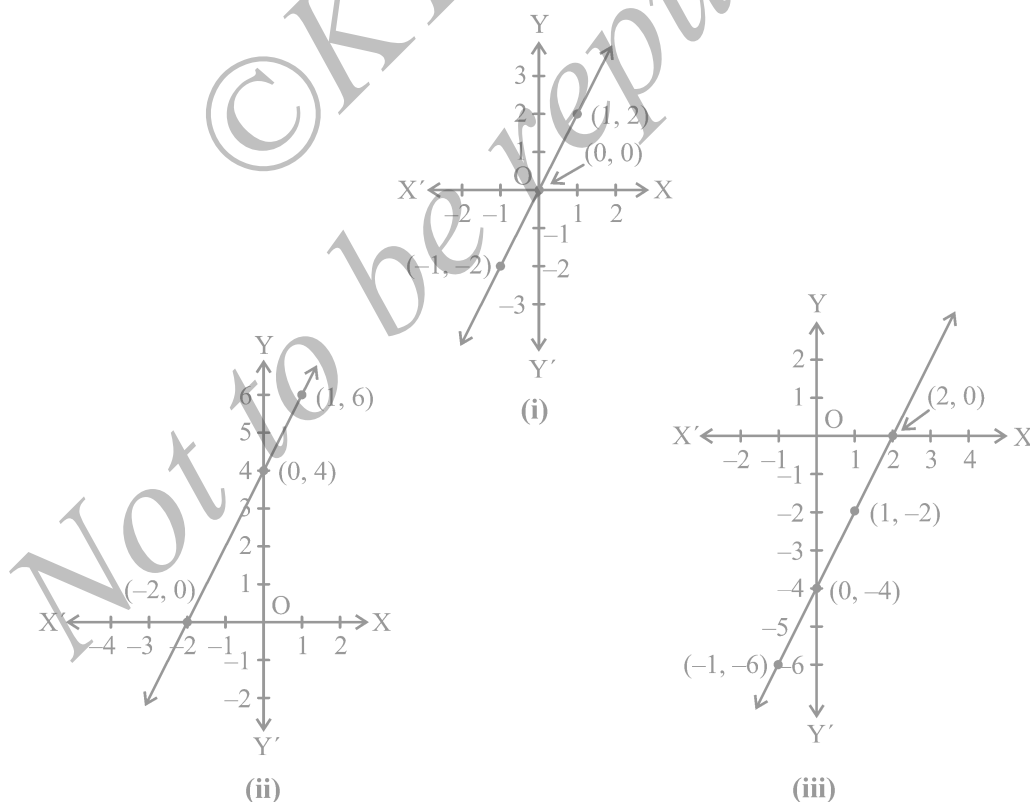 ©K
Not to be rep
Y
3
2
(1, 2)
1
(0, 0)
O
X´ X
–2 –1 1 2
–1
(–1, –2) –2
–3
Y´
(i)
Y
6 (1, 6)
5
4 (0, 4)
3
2
(–2, 0) 1
O
X´ X
–4 –3 –2 –1 1 2
–1
–2
Y´
(ii)
Y
2
1 (2, 0)
O
X´ X
–2 –1 1 2 3 4
–1
–2 (1, –2)
–3
–4 (0, –4)
–5
(–1, –6) –6
Y´
(iii)